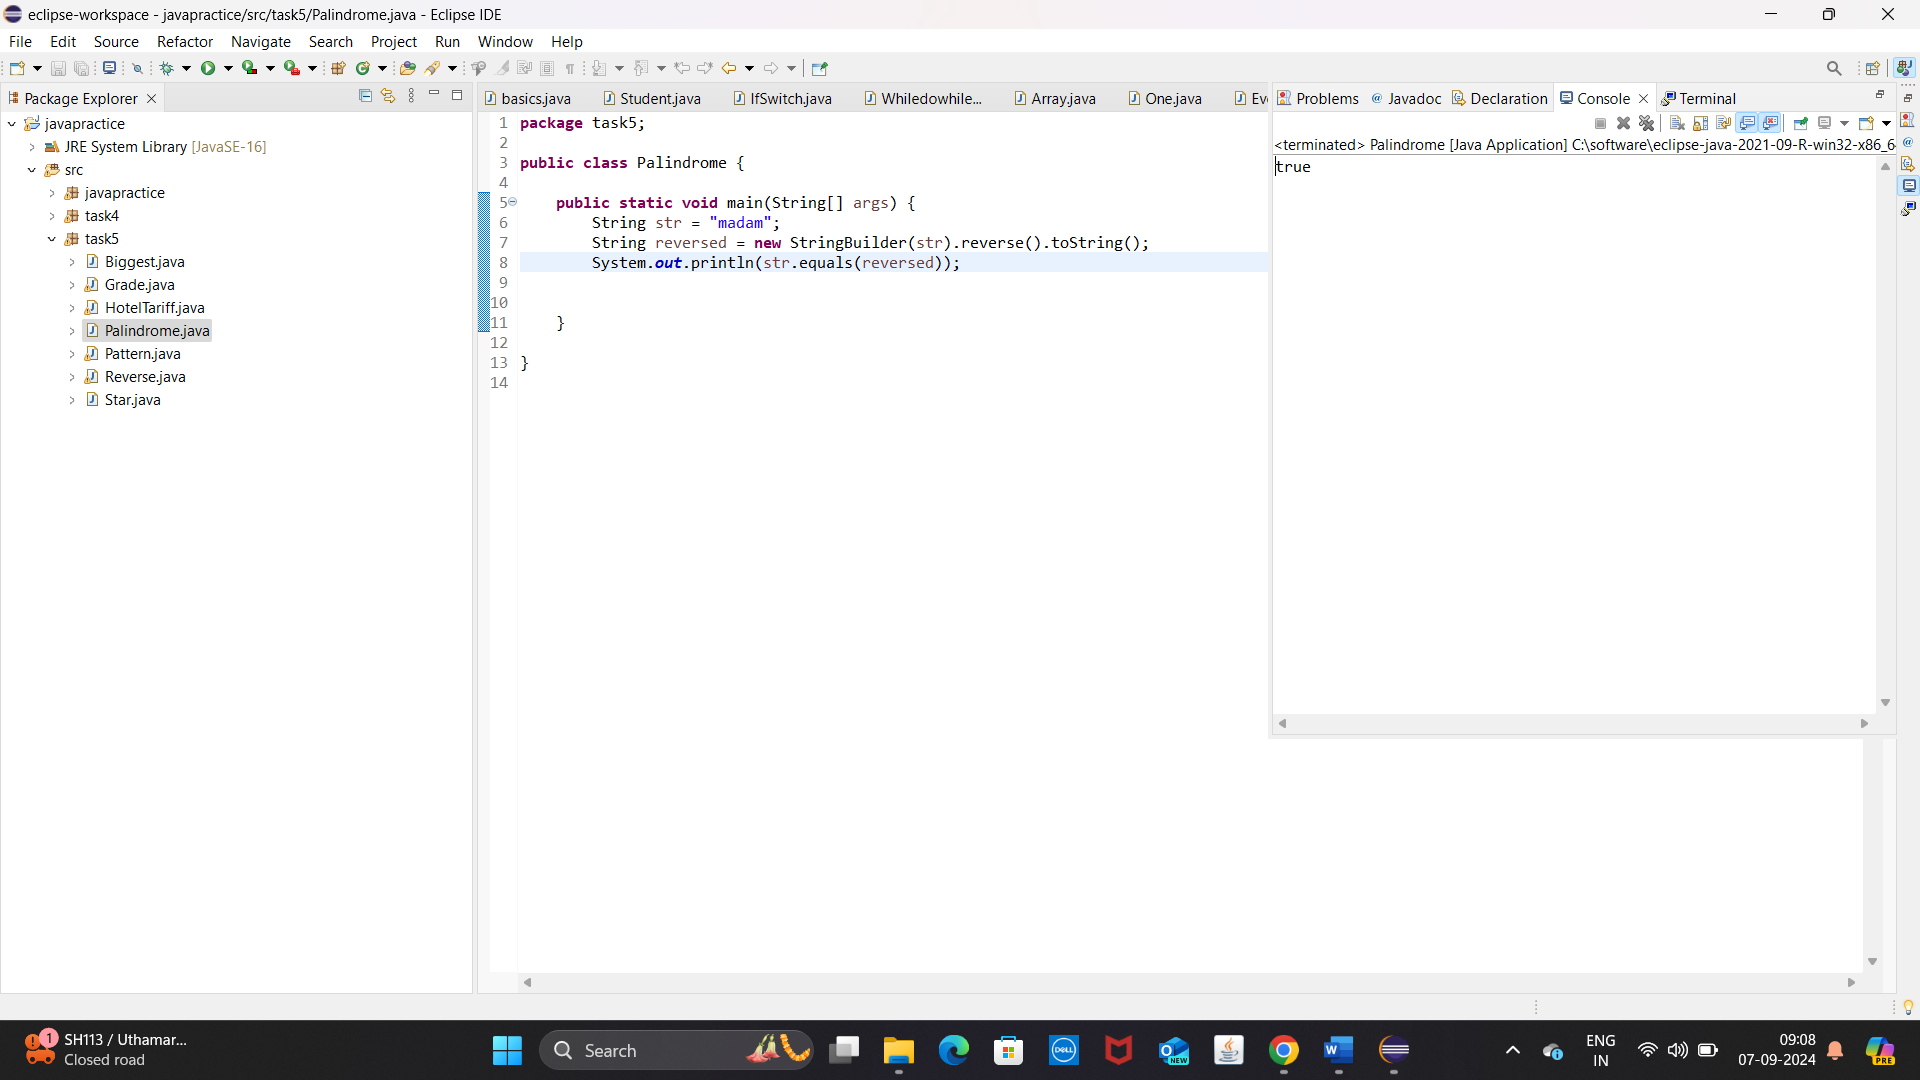 eclipse-workspace - javapractice/src/task5/Palindrome.java - Eclipse IDE
File Edit Source Refactor Navigate Search Project Run Window Help
Package Explorer
javapractice
JRE System Library [JavaSE-16]
src
javapractice
task4
task5
Biggest.java
Grade.java
HotelTariff.java
Palindrome.java
Pattern.java
Reverse.java
Star.java
basics.java Student.java IfSwitch.java Whiledowhile... Array.java One.java
1 package task5;
2
3 public class Palindrome {
4
5 public static void main(String[] args) {
6 String str = "madam";
7 String reversed = new StringBuilder(str).reverse().toString();
8 System.out.println(str.equals(reversed));
9
10
11 }
12
13 }
14
Problems Javadoc Declaration Console Terminal
<terminated> Palindrome [Java Application] C:\software\eclipse-java-2021-09-R-win32-x86_6
true
SH113 / Uthamar...
Closed road
1
Search
DELL
NEW
W
ENG
IN
09:08
07-09-2024
PRE